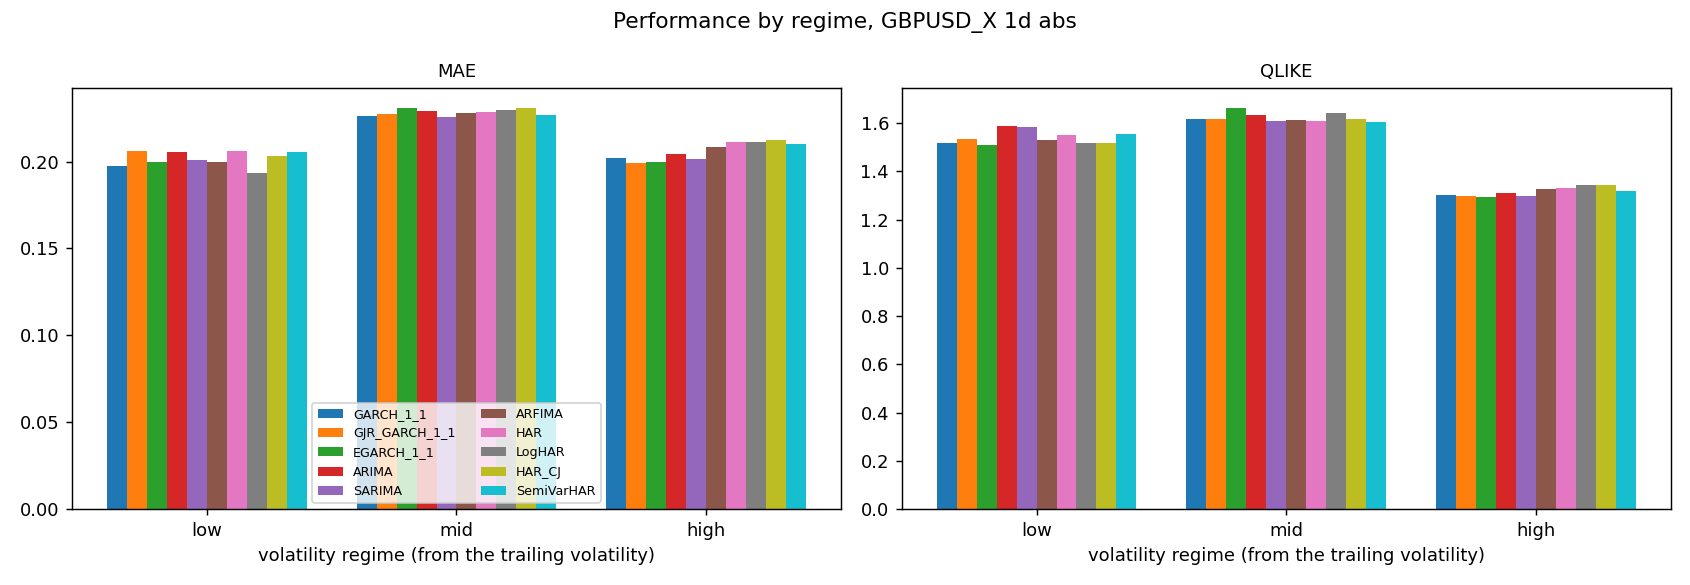 Performance by regime, GBPUSD_X 1d abs
MAE
0.20
0.15
0.10
0.05
0.00
GARCH_1_1
GJR_GARCH_1_1
EGARCH_1_1
ARIMA
SARIMA
ARFIMA
HAR
LogHAR
HAR_CJ
SemiVarHAR
low mid high
volatility regime (from the trailing volatility)
QLIKE
1.6
1.4
1.2
1.0
0.8
0.6
0.4
0.2
0.0
low mid high
volatility regime (from the trailing volatility)